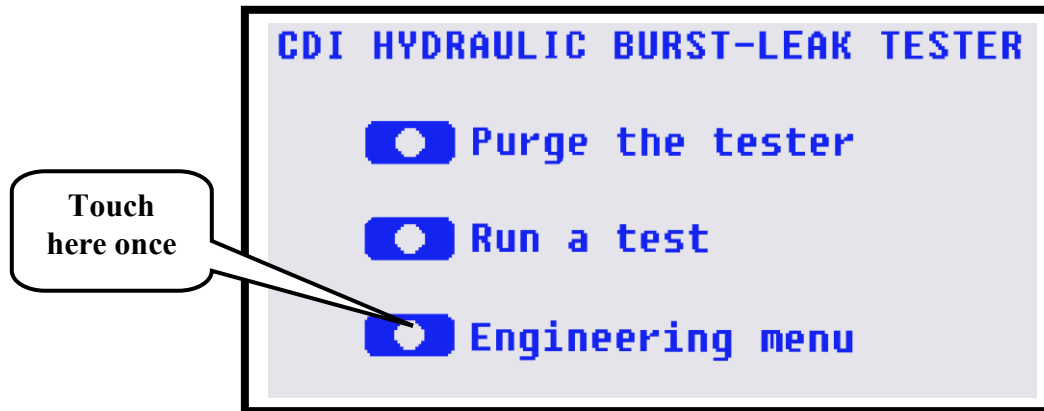 CDI HYDRAULIC BURST-LEAK TESTER
Purge the tester
Run a test
Touch
here once
Engineering menu